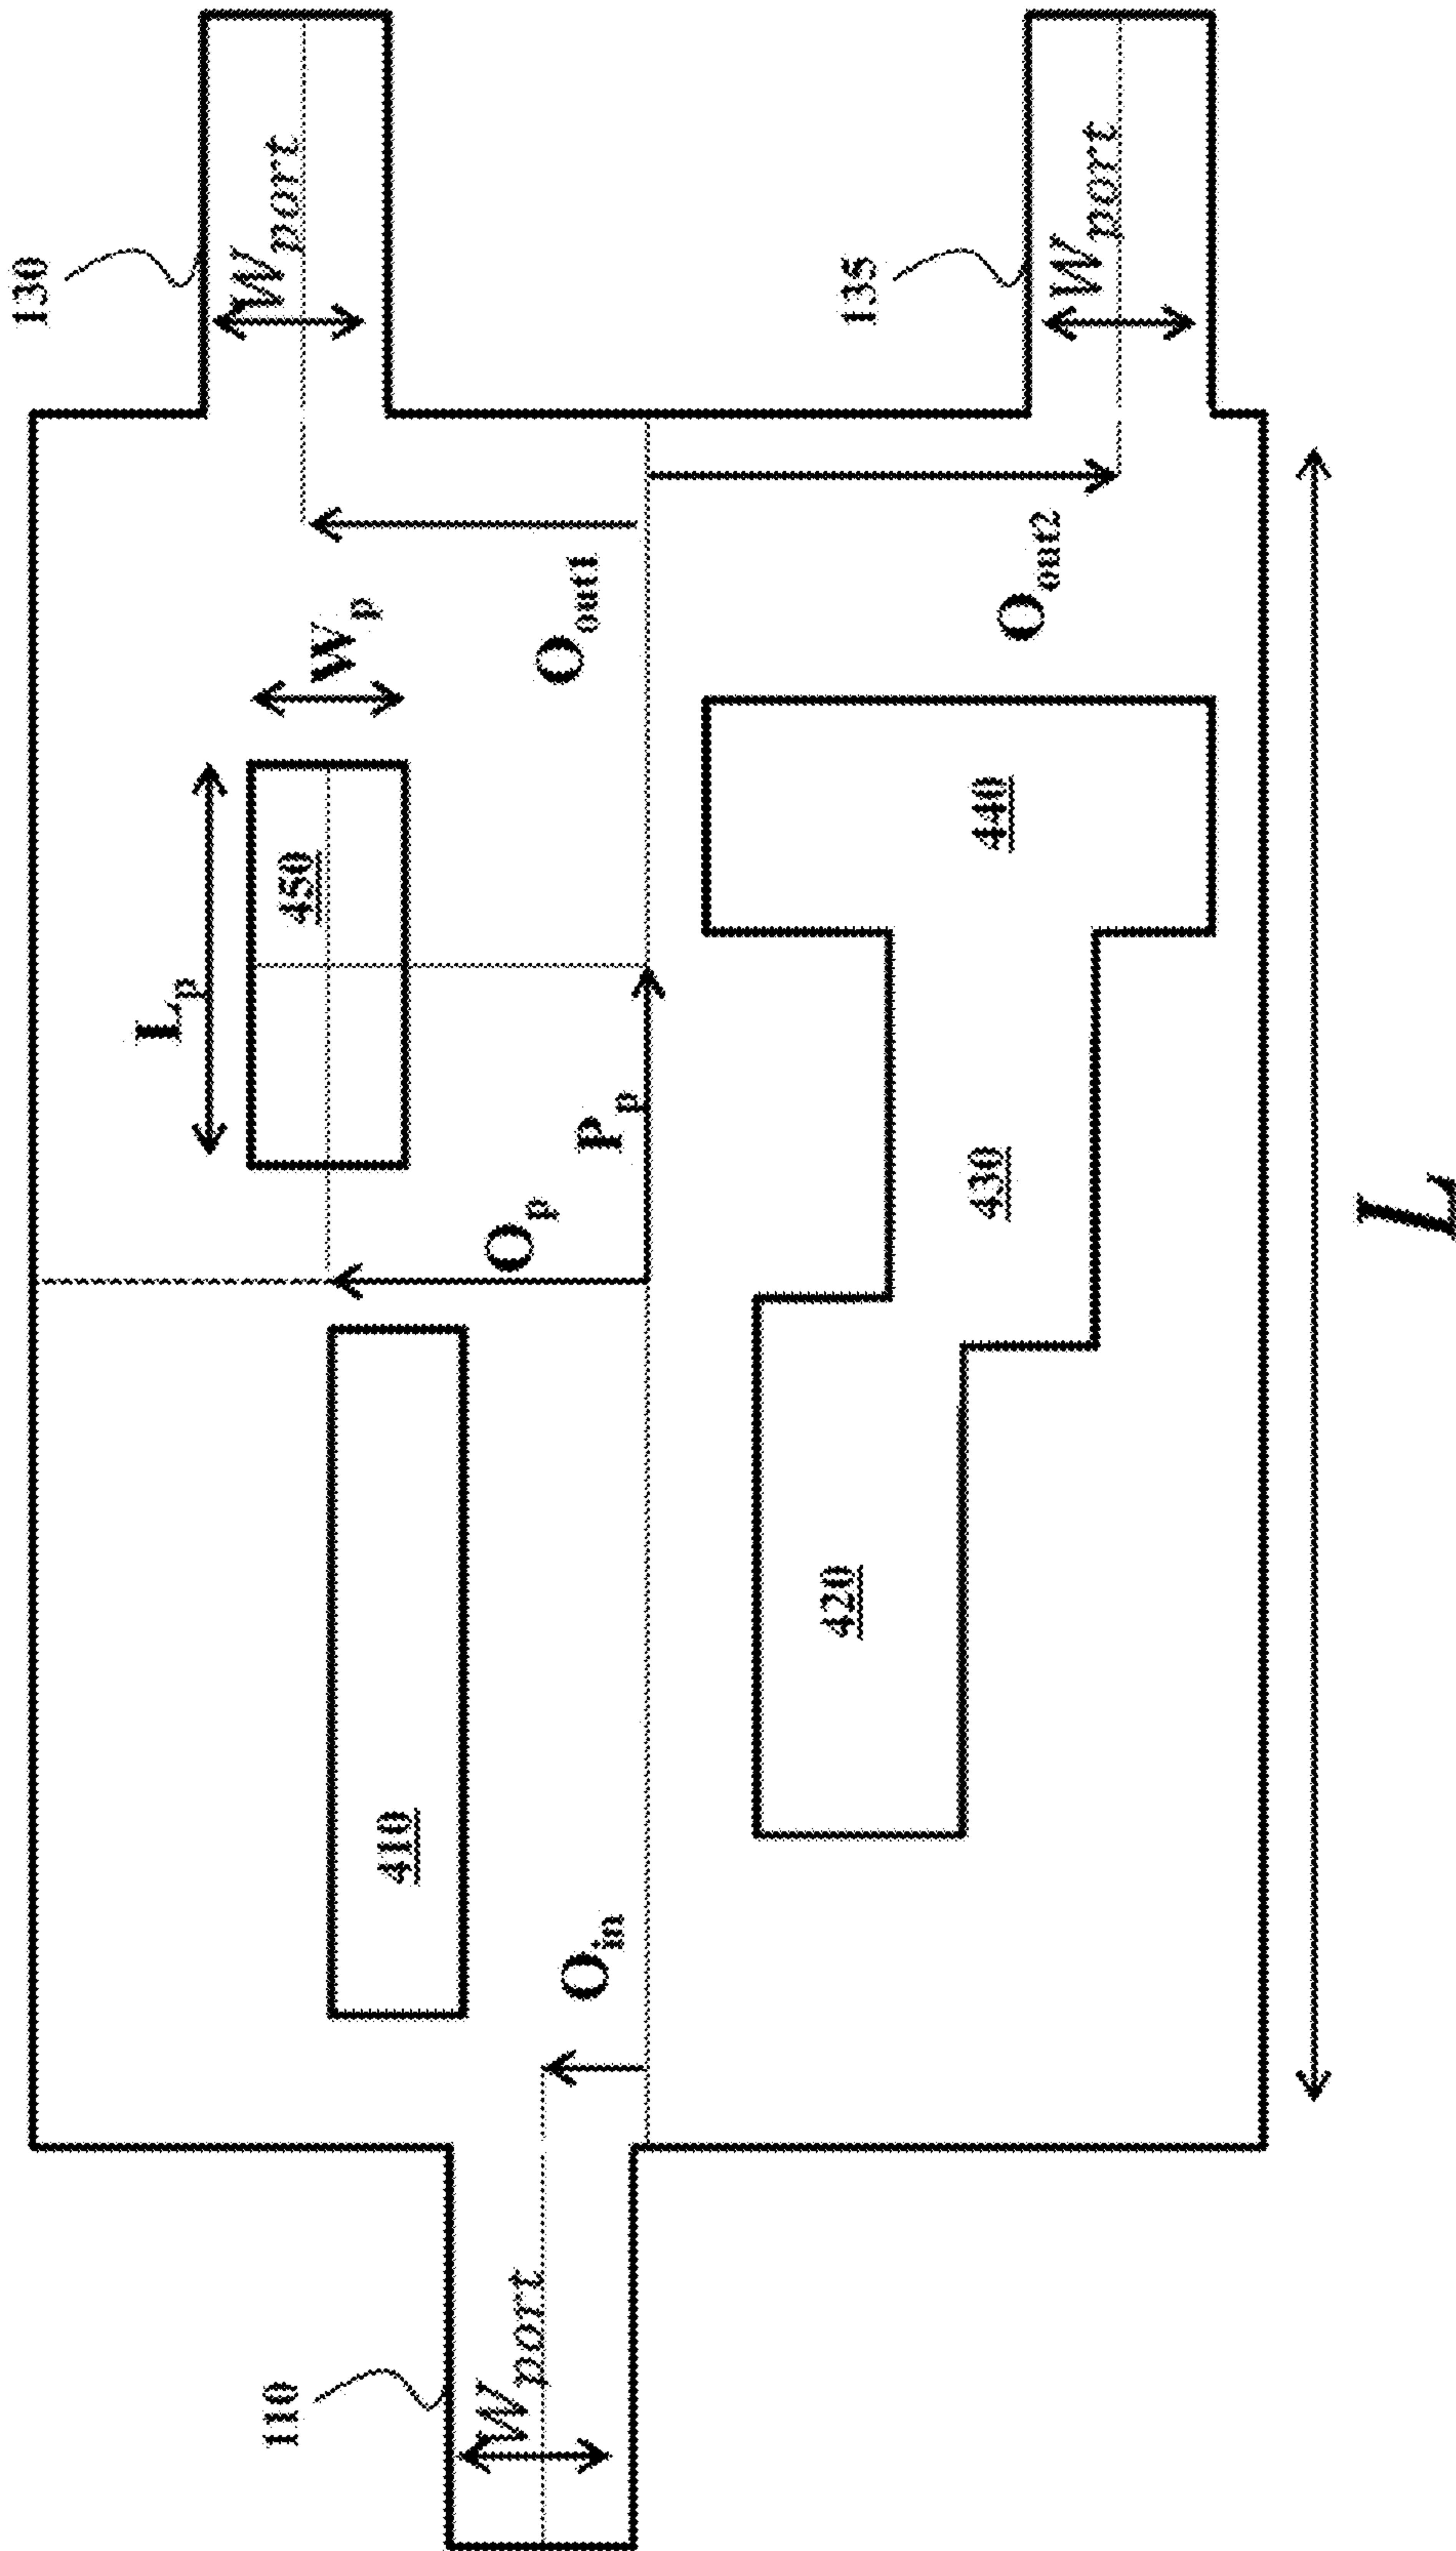 130
W_port
135
W_port
W_p
O_out1
O_out2
450
440
L_p
P_p
O_p
430
L
420
410
O_in
110
W_port